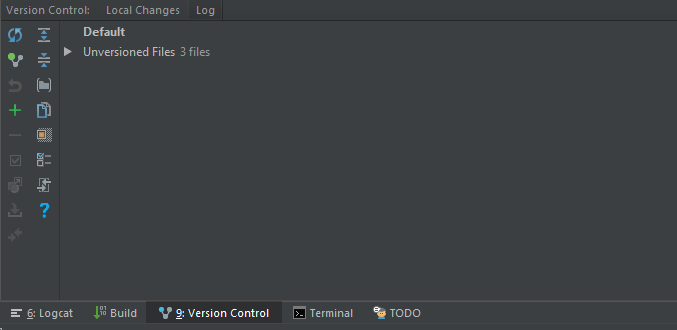 Version Control: Local Changes Log
Default
Unversioned Files 3 files
6: Logcat Build 9: Version Control Terminal TODO